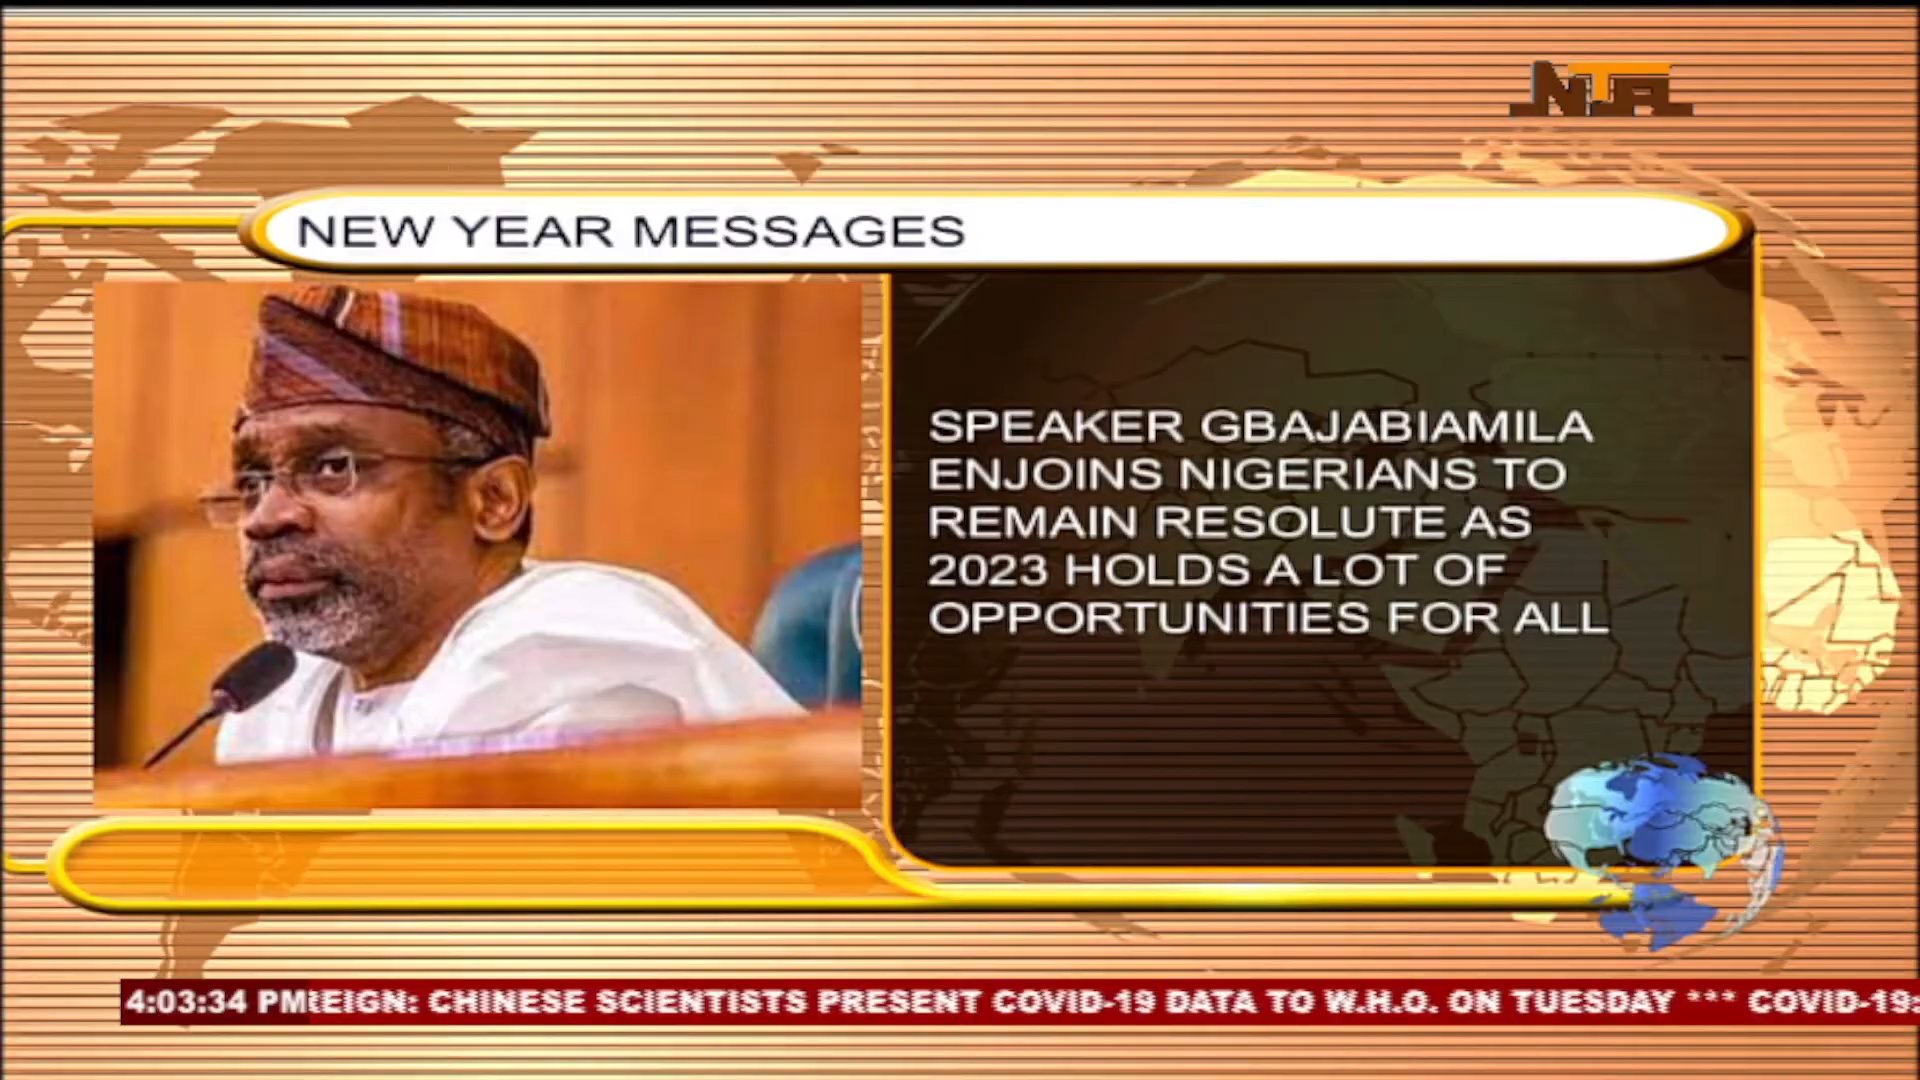 NTA
NEW YEAR MESSAGES
SPEAKER GBAJABIAMILA
ENJOINS NIGERIANS TO
REMAIN RESOLUTE AS
2023 HOLDS A LOT OF
OPPORTUNITIES FOR ALL
4:03:34 PM REIGN: CHINESE SCIENTISTS PRESENT COVID-19 DATA TO W.H.O. ON TUESDAY *** COVID-19: